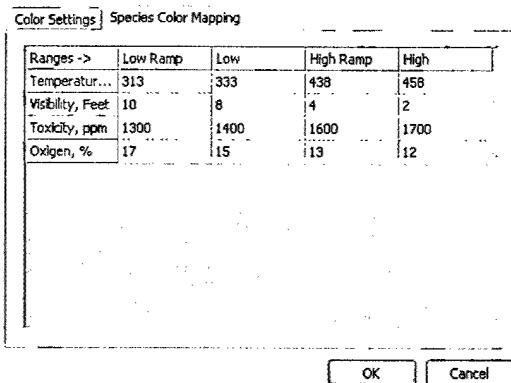 Color Settings Species Color Mapping
Ranges -> Low Ramp Low High Ramp High
Temperatur... 313 333 438 458
Visibility, Feet 10 8 4 2
Toxicity, ppm 1300 1400 1600 1700
Oxigen, % 17 15 13 12
OK Cancel